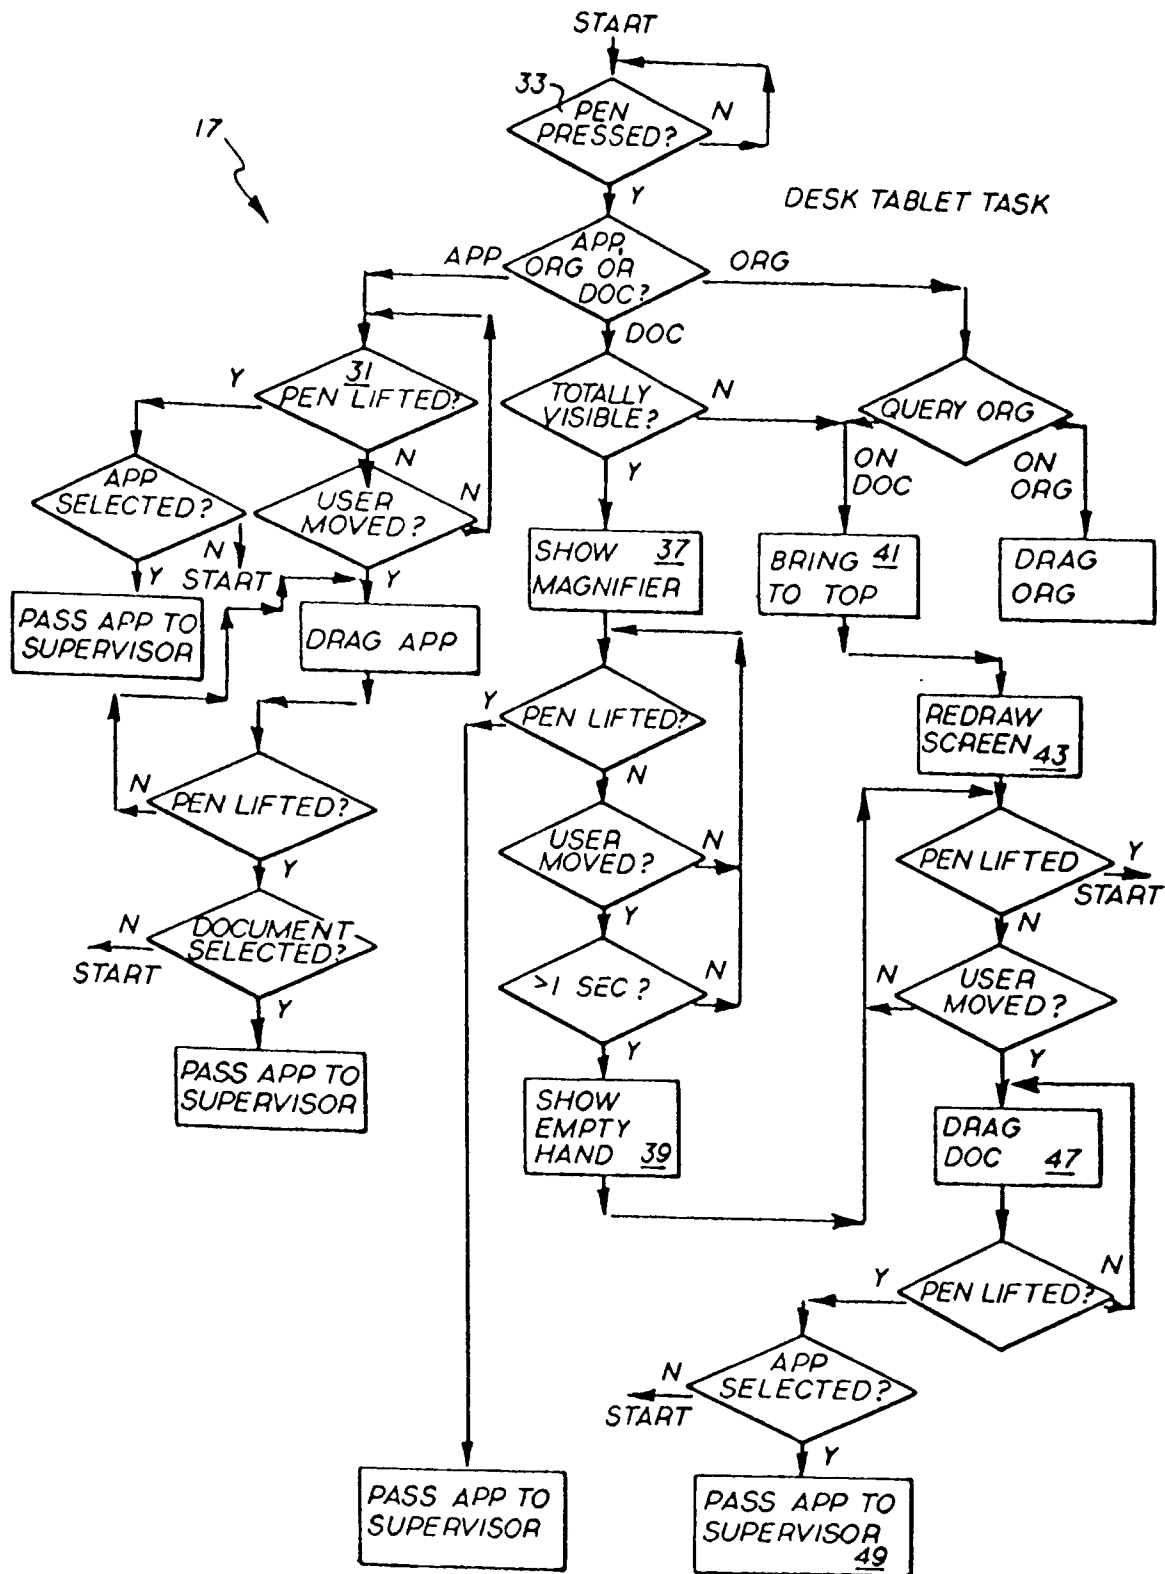 START
33
PEN
PRESSED?
N
17
Y
DESK TABLET TASK
APP
APP,
ORG OR
DOC?
ORG
DOC
Y
31
PEN LIFTED?
N
TOTALLY
VISIBLE?
N
Y
QUERY ORG
ON
DOC
ON
ORG
APP
SELECTED?
N
START
Y
USER
MOVED?
N
Y
PASS APP TO
SUPERVISOR
DRAG APP
SHOW 37
MAGNIFIER
BRING 41
TO TOP
DRAG
ORG
Y
PEN LIFTED?
N
REDRAW
SCREEN 43
N
PEN LIFTED?
Y
USER
MOVED?
N
Y
PEN LIFTED
Y
START
N
N
DOCUMENT
SELECTED?
START
Y
>1 SEC?
N
Y
N
USER
MOVED?
Y
PASS APP TO
SUPERVISOR
SHOW
EMPTY
HAND 39
DRAG
DOC 47
Y
PEN LIFTED?
N
N
APP
SELECTED?
START
Y
PASS APP TO
SUPERVISOR
PASS APP TO
SUPERVISOR
49